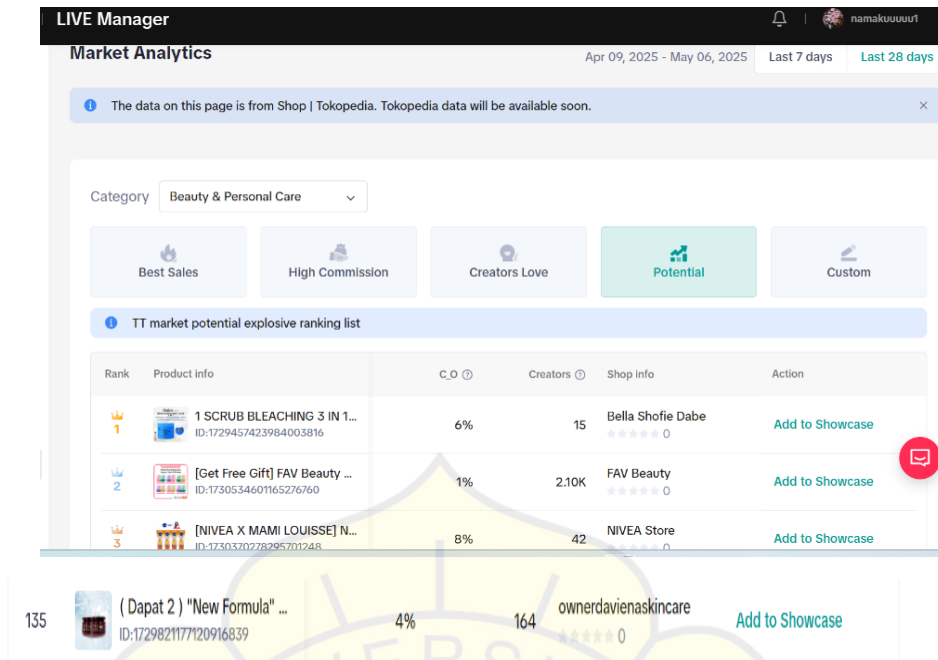 LIVE Manager
namakuuuuu1
Market Analytics
Apr 09, 2025 - May 06, 2025 Last 7 days Last 28 days
The data on this page is from Shop | Tokopedia. Tokopedia data will be available soon.
Category Beauty & Personal Care
Best Sales High Commission Creators Love Potential Custom
TT market potential explosive ranking list
Rank Product info C_O Creators Shop info Action
1 1 SCRUB BLEACHING 3 IN 1... 6% 15 Bella Shofie Dabe Add to Showcase
ID:1729457423984003816 0
2 [Get Free Gift] FAV Beauty ... 1% 2.10K FAV Beauty Add to Showcase
ID:1730534601165276760 0
3 [NIVEA X MAMI LOUISSE] N... 8% 42 NIVEA Store Add to Showcase
ID:1730370278295701248 0
135 ( Dapat 2 ) "New Formula" ... 4% 164 ownerdavienaskincare Add to Showcase
ID:1729821177120916839 0